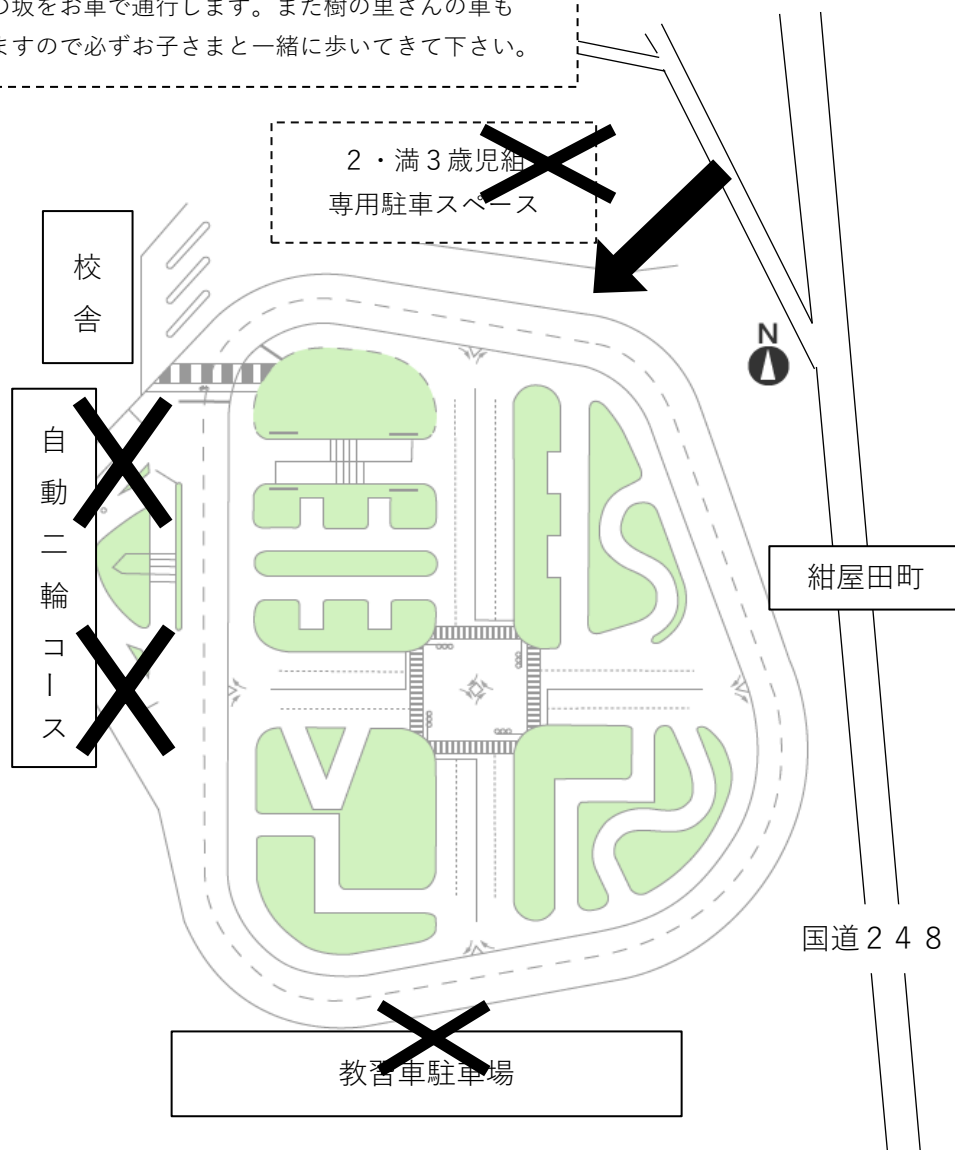 の坂をお車で通行します。また樹の里さんの車も
ますので必ずお子さまと一緒に歩いてきて下さい。
２・満３歳児組
専用駐車スペース
校舎
N
自動二輪コース
紺屋田町
国道２４８
教習車駐車場